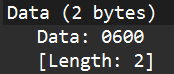 Data (2 bytes)
Data: 0600
[Length: 2]